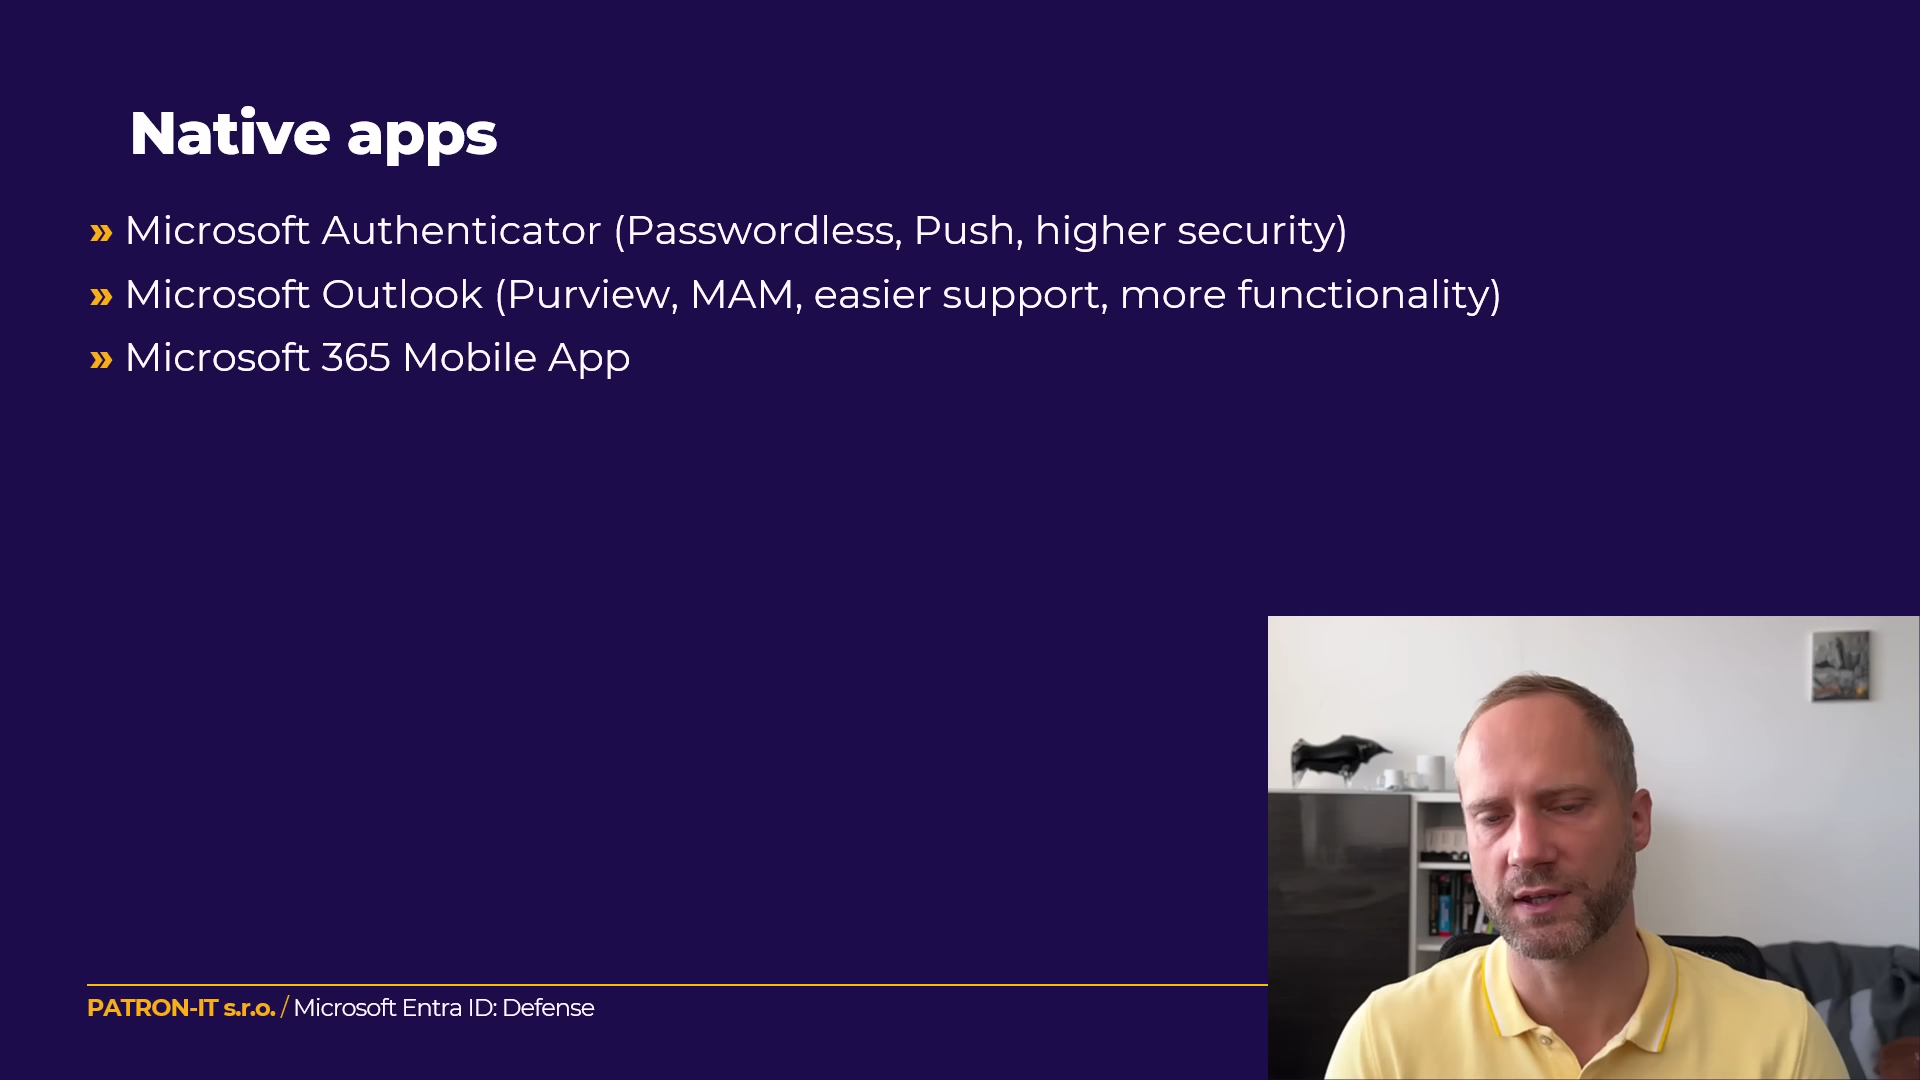 Native apps
» Microsoft Authenticator (Passwordless, Push, higher security)
» Microsoft Outlook (Purview, MAM, easier support, more functionality)
» Microsoft 365 Mobile App
PATRON-IT s.r.o. / Microsoft Entra ID: Defense